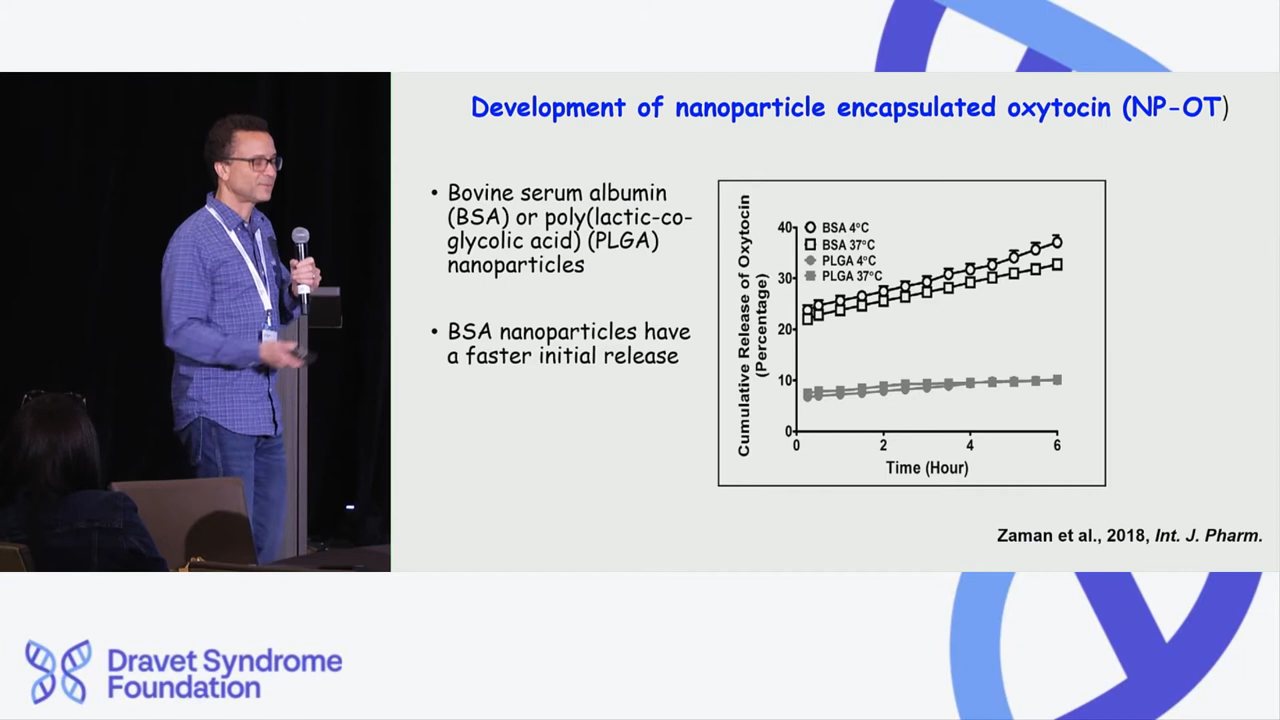 Development of nanoparticle encapsulated oxytocin (NP-OT)
• Bovine serum albumin
(BSA) or poly(lactic-co-
glycolic acid) (PLGA)
nanoparticles
• BSA nanoparticles have
a faster initial release
Cumulative Release of Oxytocin
(Percentage)
40
30
20
10
0
BSA 4°C
BSA 37°C
PLGA 4°C
PLGA 37°C
0 2 4 6
Time (Hour)
Zaman et al., 2018, Int. J. Pharm.
Dravet Syndrome
Foundation